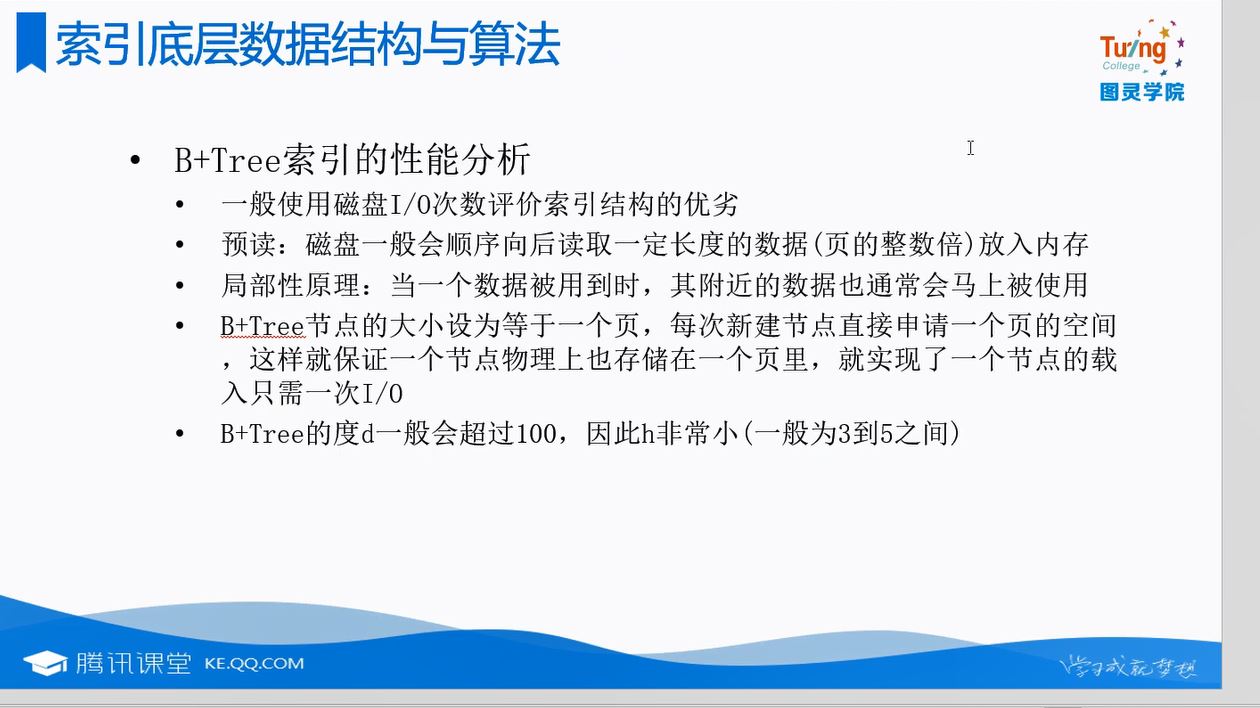 索引底层数据结构与算法
Tuling
College
图灵学院
• B+Tree索引的性能分析
• 一般使用磁盘I/O次数评价索引结构的优劣
• 预读：磁盘一般会顺序向后读取一定长度的数据(页的整数倍)放入内存
• 局部性原理：当一个数据被用到时，其附近的数据也通常会马上被使用
• B+Tree节点的大小设为等于一个页，每次新建节点直接申请一个页的空间
，这样就保证一个节点物理上也存储在一个页里，就实现了一个节点的载
入只需一次I/O
• B+Tree的度d一般会超过100，因此h非常小(一般为3到5之间)
腾讯课堂 KE.QQ.COM
学习成就梦想